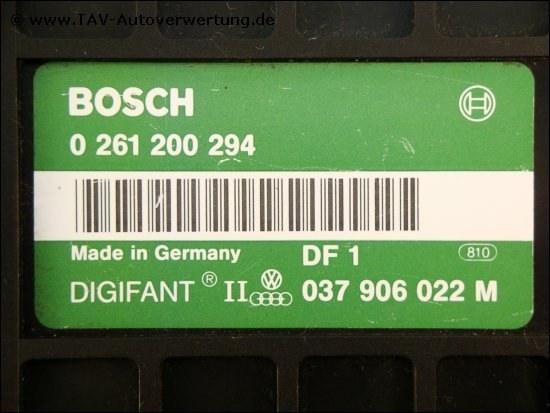 © www.TAV-Autoverwertung.de
BOSCH
0 261 200 294
Made in Germany DF 1 810
DIGIFANT ® II 037 906 022 M